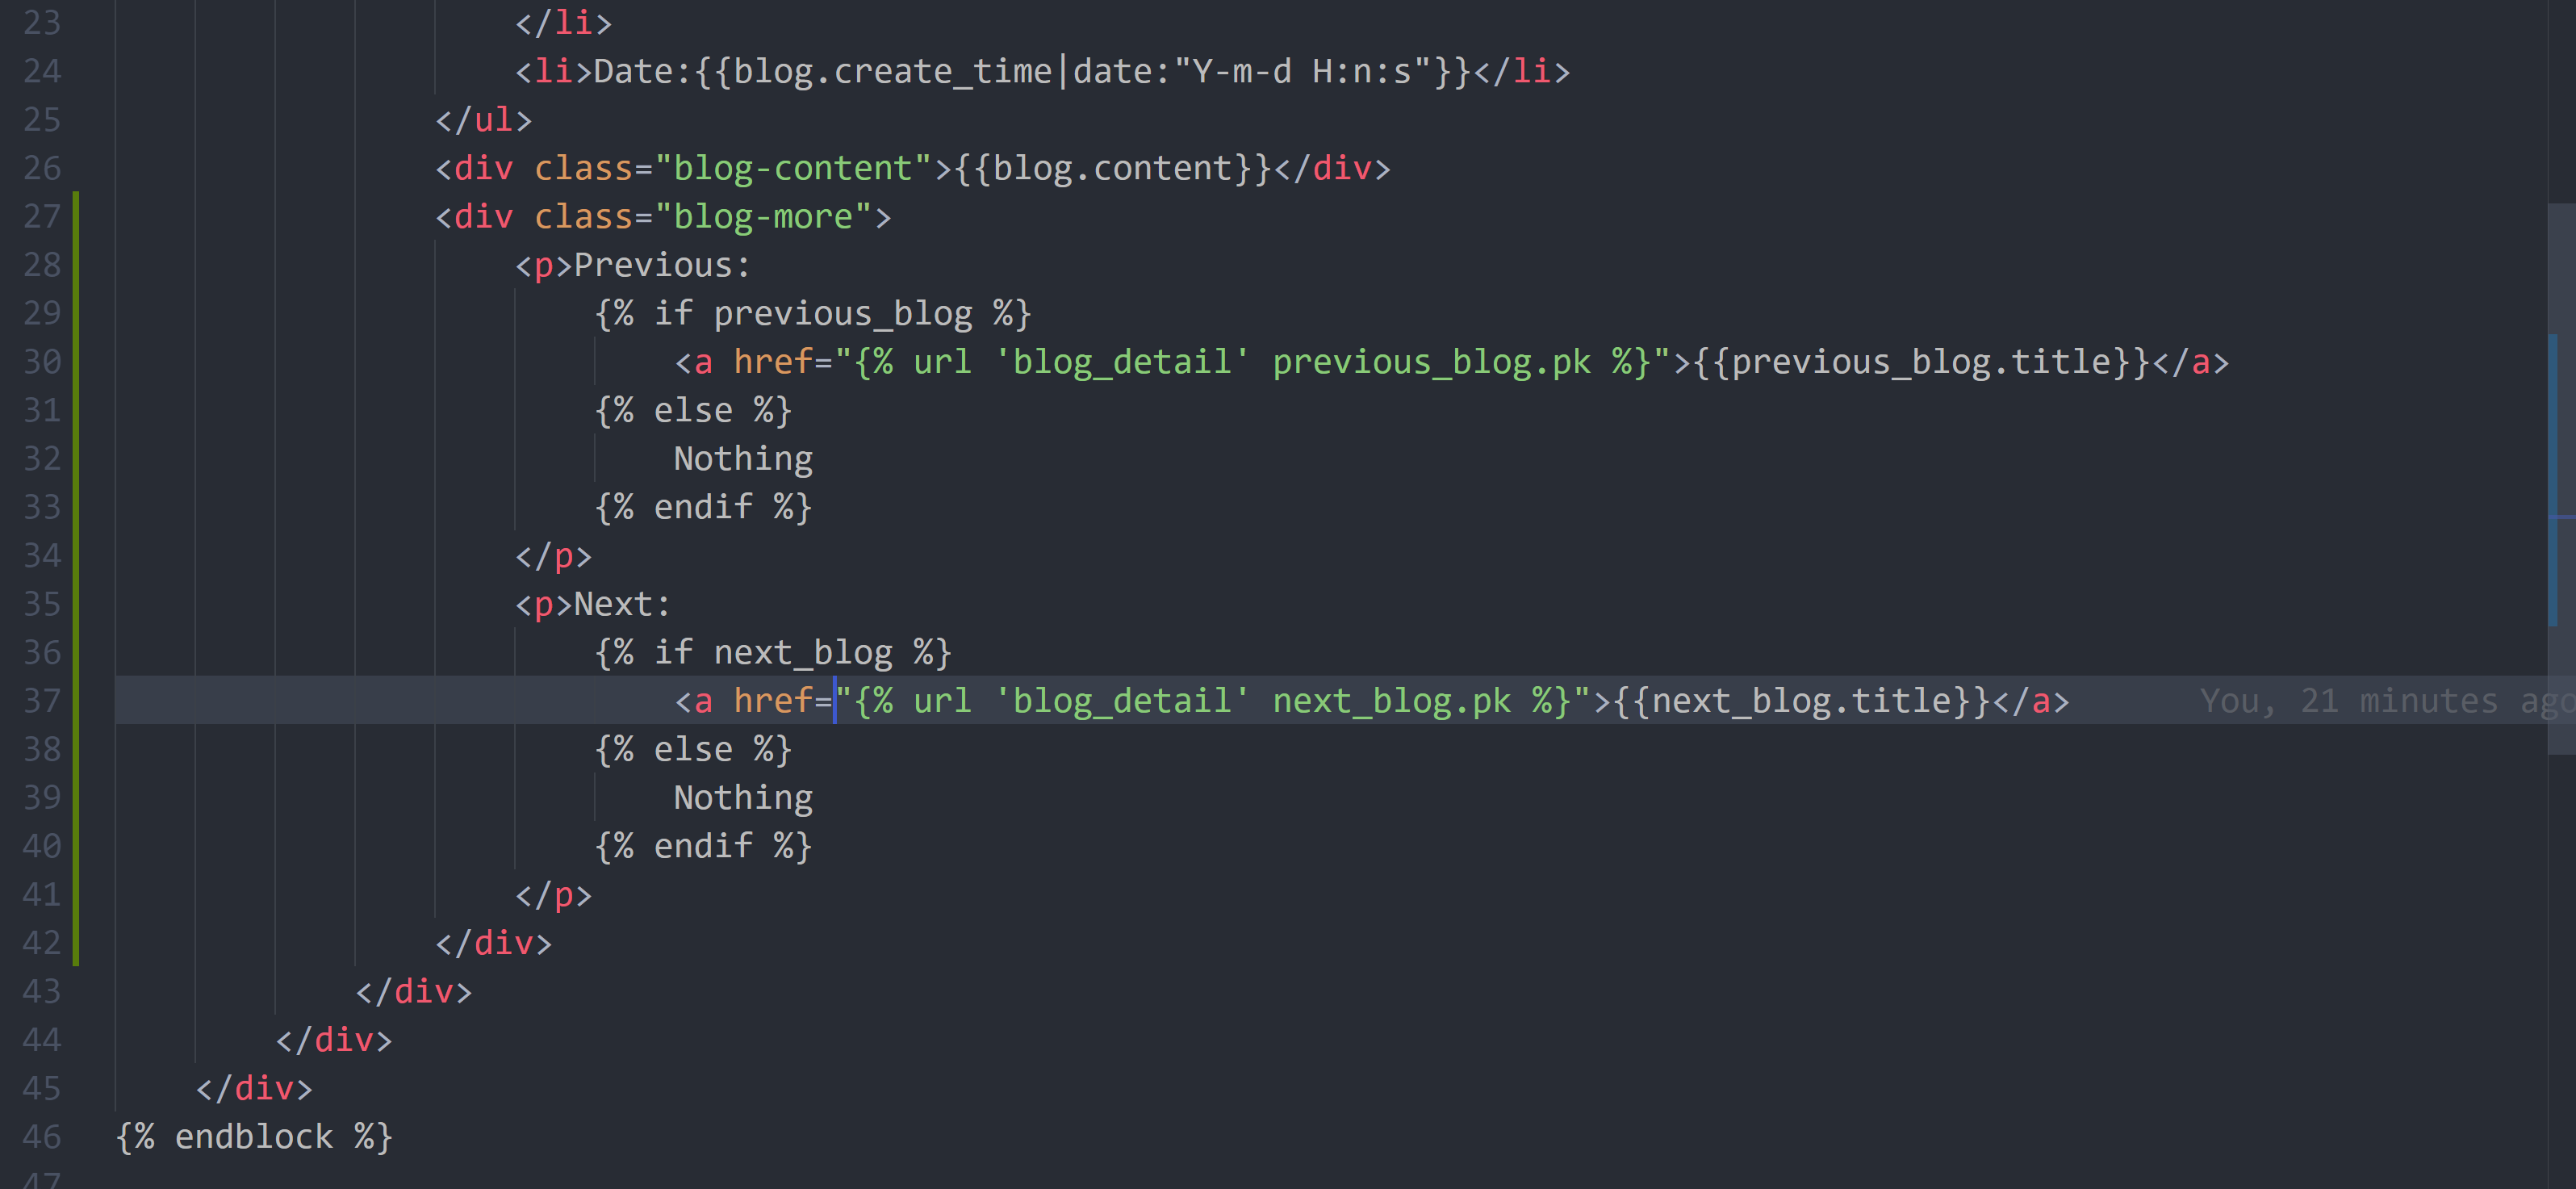 23 </li>
24 <li>Date:{{blog.create_time|date:"Y-m-d H:n:s"}}</li>
25 </ul>
26 <div class="blog-content">{{blog.content}}</div>
27 <div class="blog-more">
28 <p>Previous:
29 {% if previous_blog %}
30 <a href="{% url 'blog_detail' previous_blog.pk %}">{{previous_blog.title}}</a>
31 {% else %}
32 Nothing
33 {% endif %}
34 </p>
35 <p>Next:
36 {% if next_blog %}
37 <a href="{% url 'blog_detail' next_blog.pk %}">{{next_blog.title}}</a> You, 21 minutes ago
38 {% else %}
39 Nothing
40 {% endif %}
41 </p>
42 </div>
43 </div>
44 </div>
45 </div>
46 {% endblock %}
47